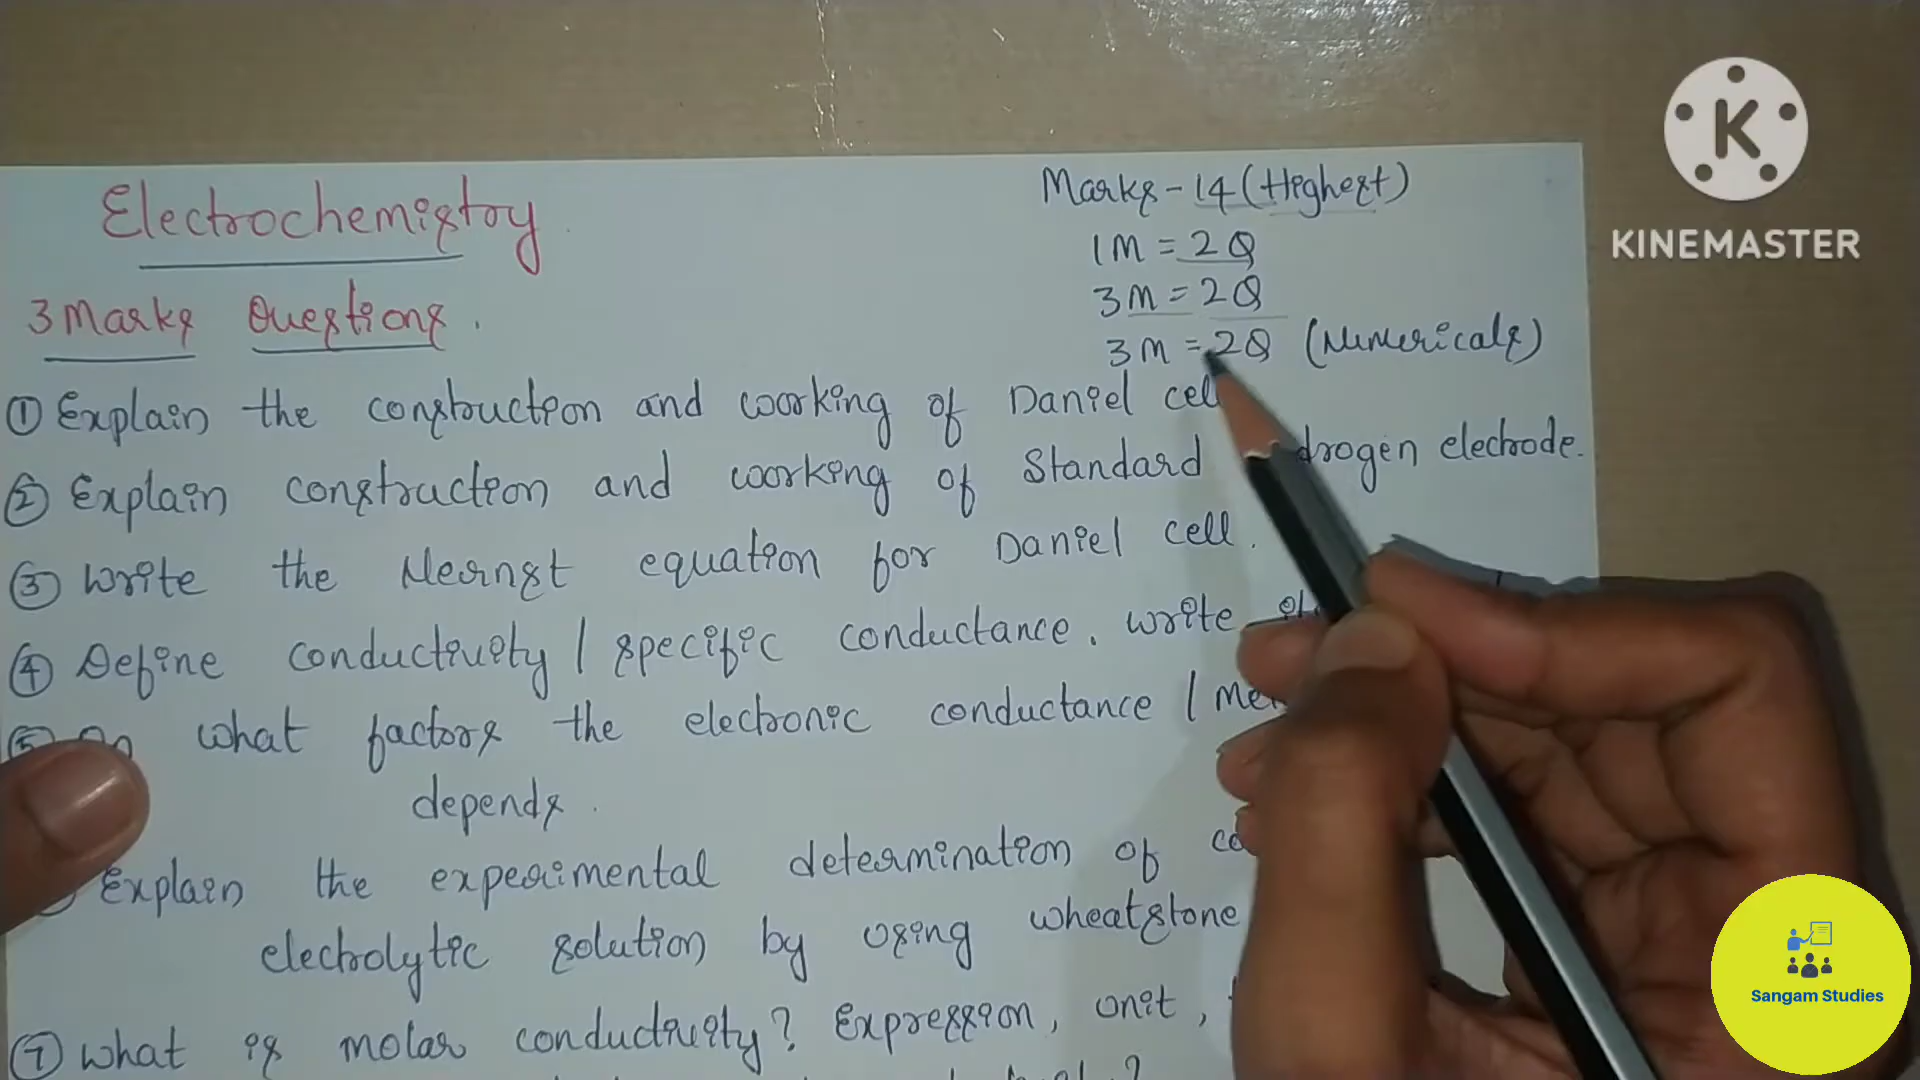 Electrochemistry
Marks - 14 (Highest)
1M = 2Q
3M = 2Q
3M = 2Q (Numericals)
3 Marks Questions.
① Explain the construction and working of Daniel cell
② Explain construction and working of Standard drogen electrode.
③ Write the Nernst equation for Daniel cell.
④ Define conductivity / specific conductance. write
what factors the electronic conductance /
depends.
Explain the experimental determination of
electrolytic solution by using wheatstone
⑦ What is molar conductivity? Expression, unit,
KINEMASTER
Sangam Studies